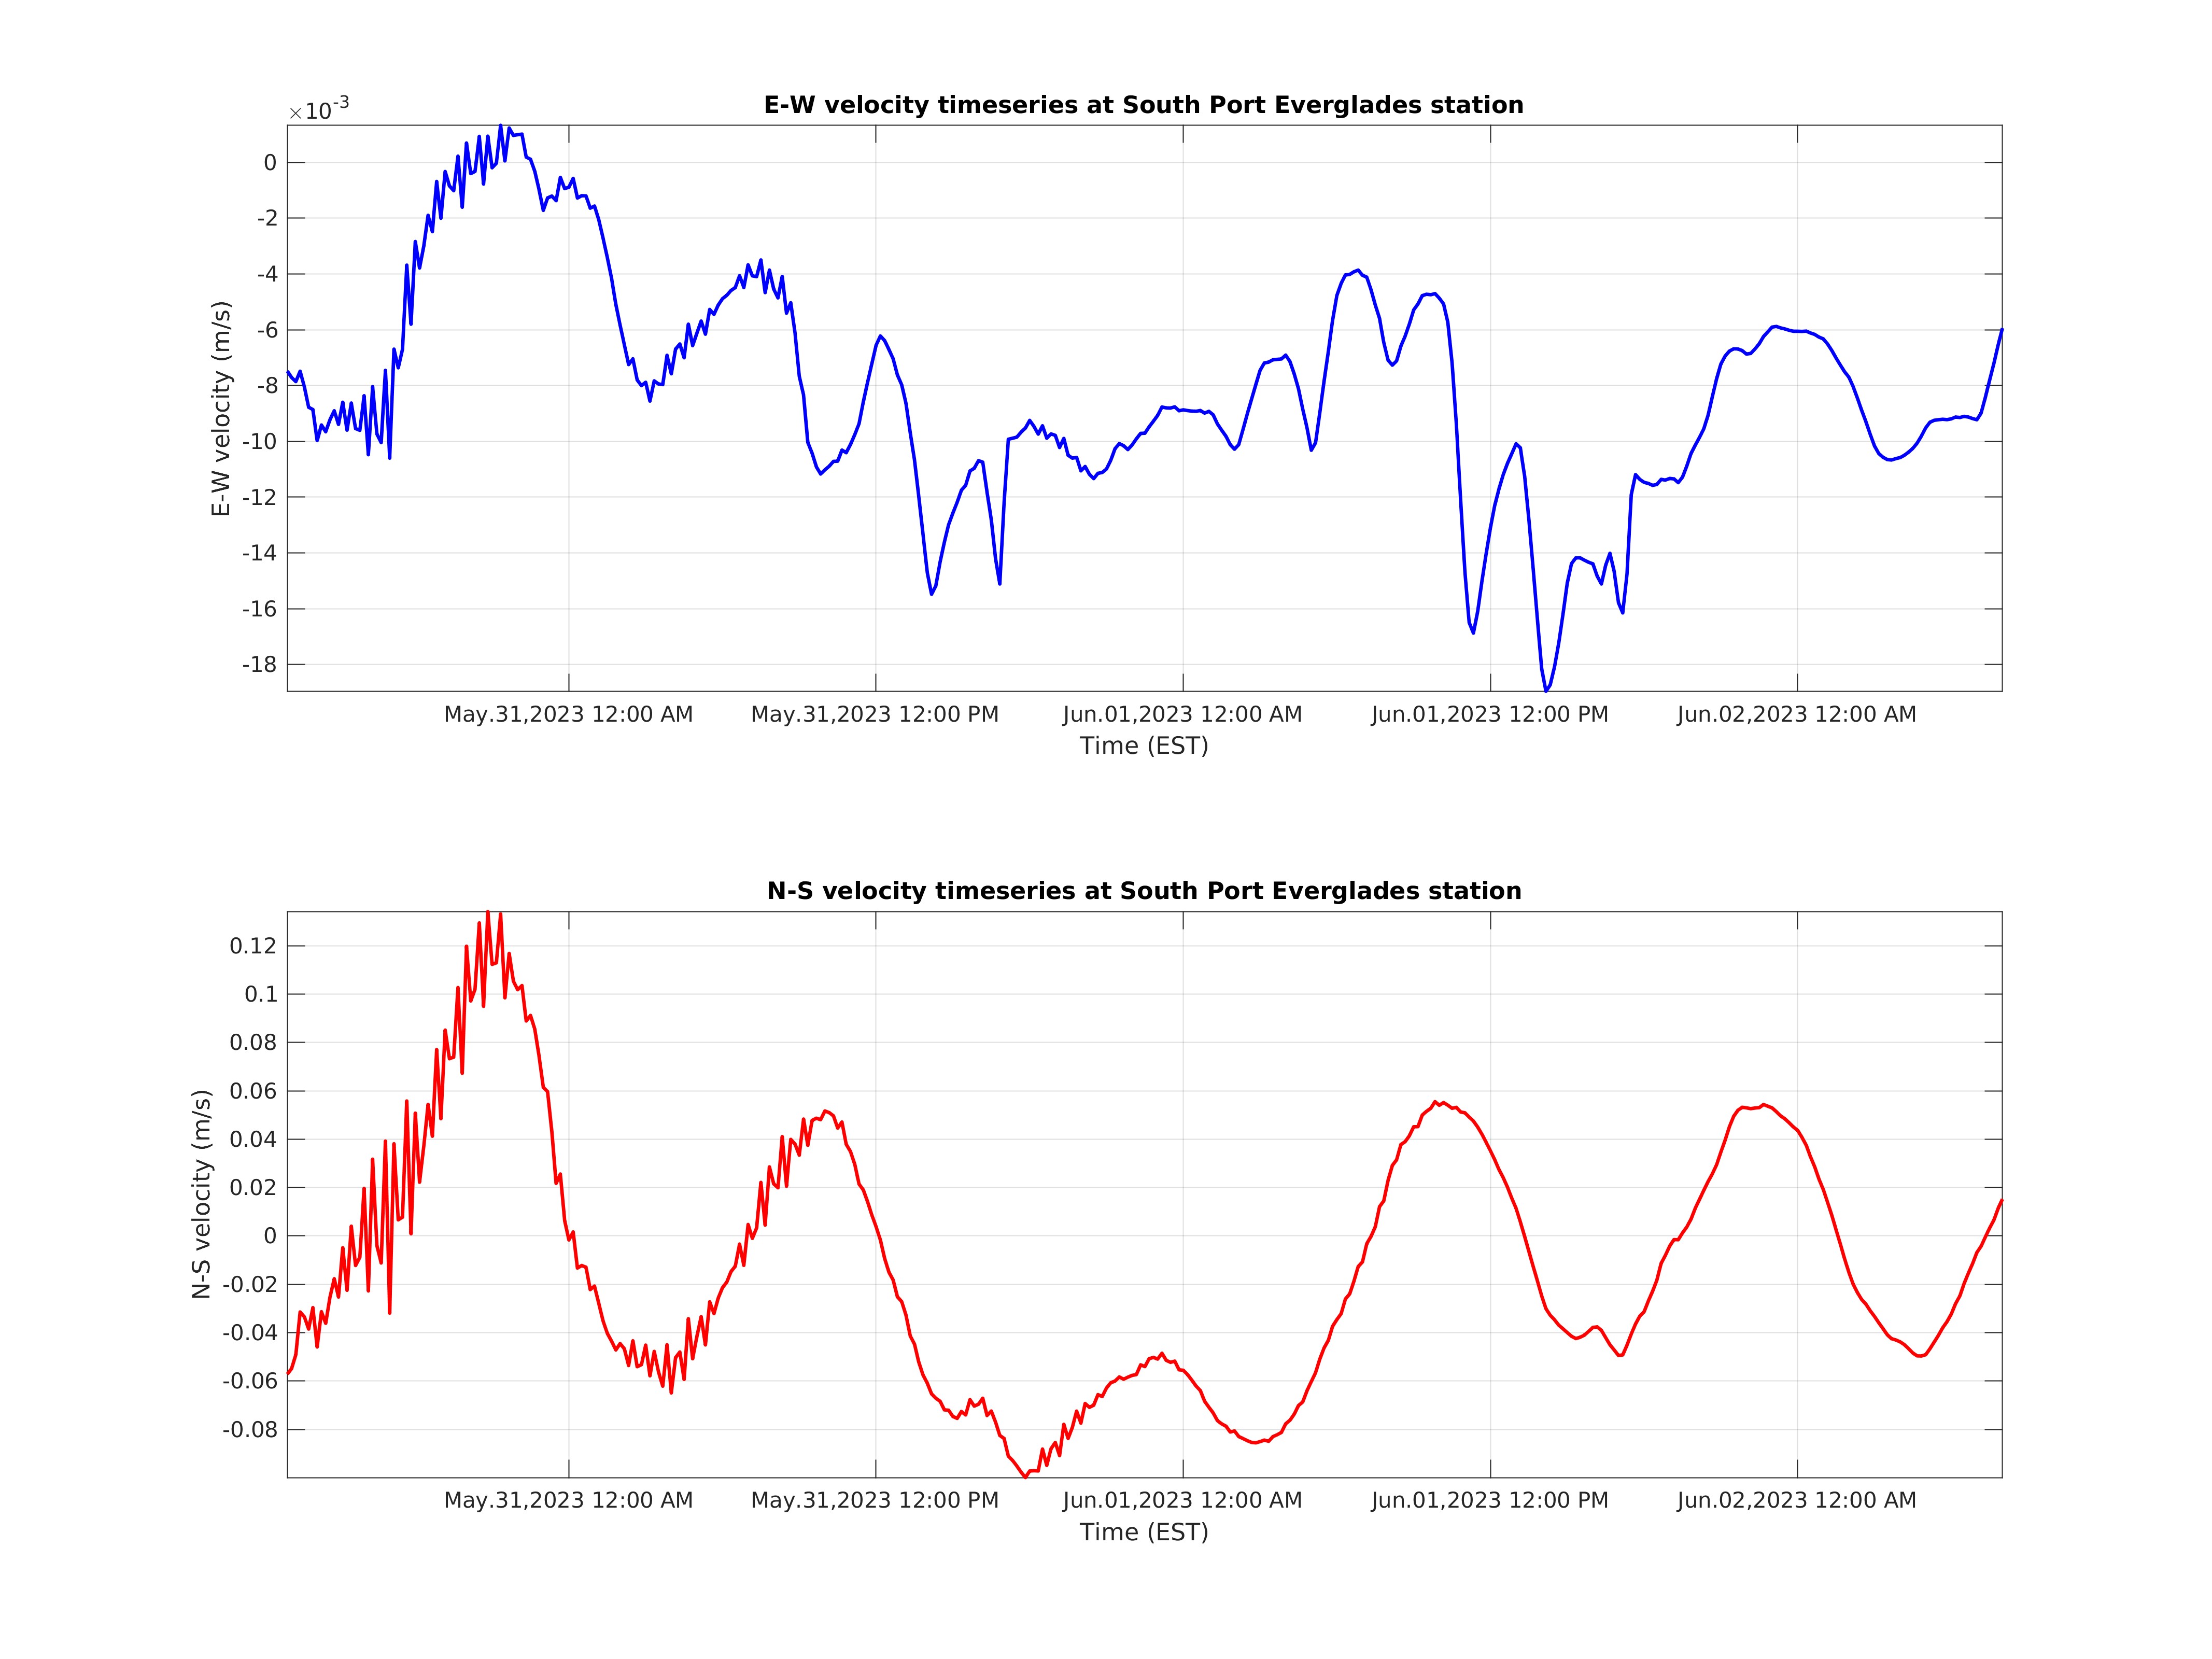 E-W velocity timeseries at South Port Everglades station
×10-3
E-W velocity (m/s)
0
-2
-4
-6
-8
-10
-12
-14
-16
-18
May.31,2023 12:00 AM
May.31,2023 12:00 PM
Jun.01,2023 12:00 AM
Jun.01,2023 12:00 PM
Jun.02,2023 12:00 AM
Time (EST)
N-S velocity timeseries at South Port Everglades station
N-S velocity (m/s)
0.12
0.1
0.08
0.06
0.04
0.02
0
-0.02
-0.04
-0.06
-0.08
May.31,2023 12:00 AM
May.31,2023 12:00 PM
Jun.01,2023 12:00 AM
Jun.01,2023 12:00 PM
Jun.02,2023 12:00 AM
Time (EST)